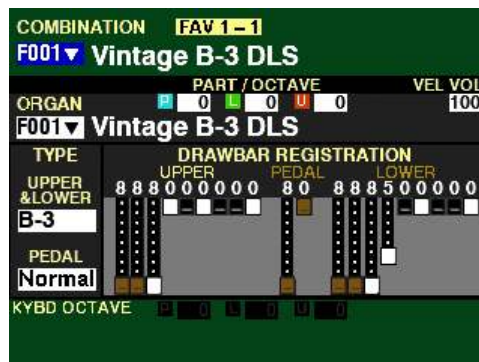 COMBINATION FAV 1–1
F001▼ Vintage B-3 DLS
PART / OCTAVE VEL VOL
ORGAN P 0 L 0 U 0 100
F001▼ Vintage B-3 DLS
TYPE DRAWBAR REGISTRATION
UPPER PEDAL LOWER
UPPER 888000000 80 888500000
&LOWER
B-3
PEDAL
Normal
KYBD OCTAVE P 0 L 0 U 0